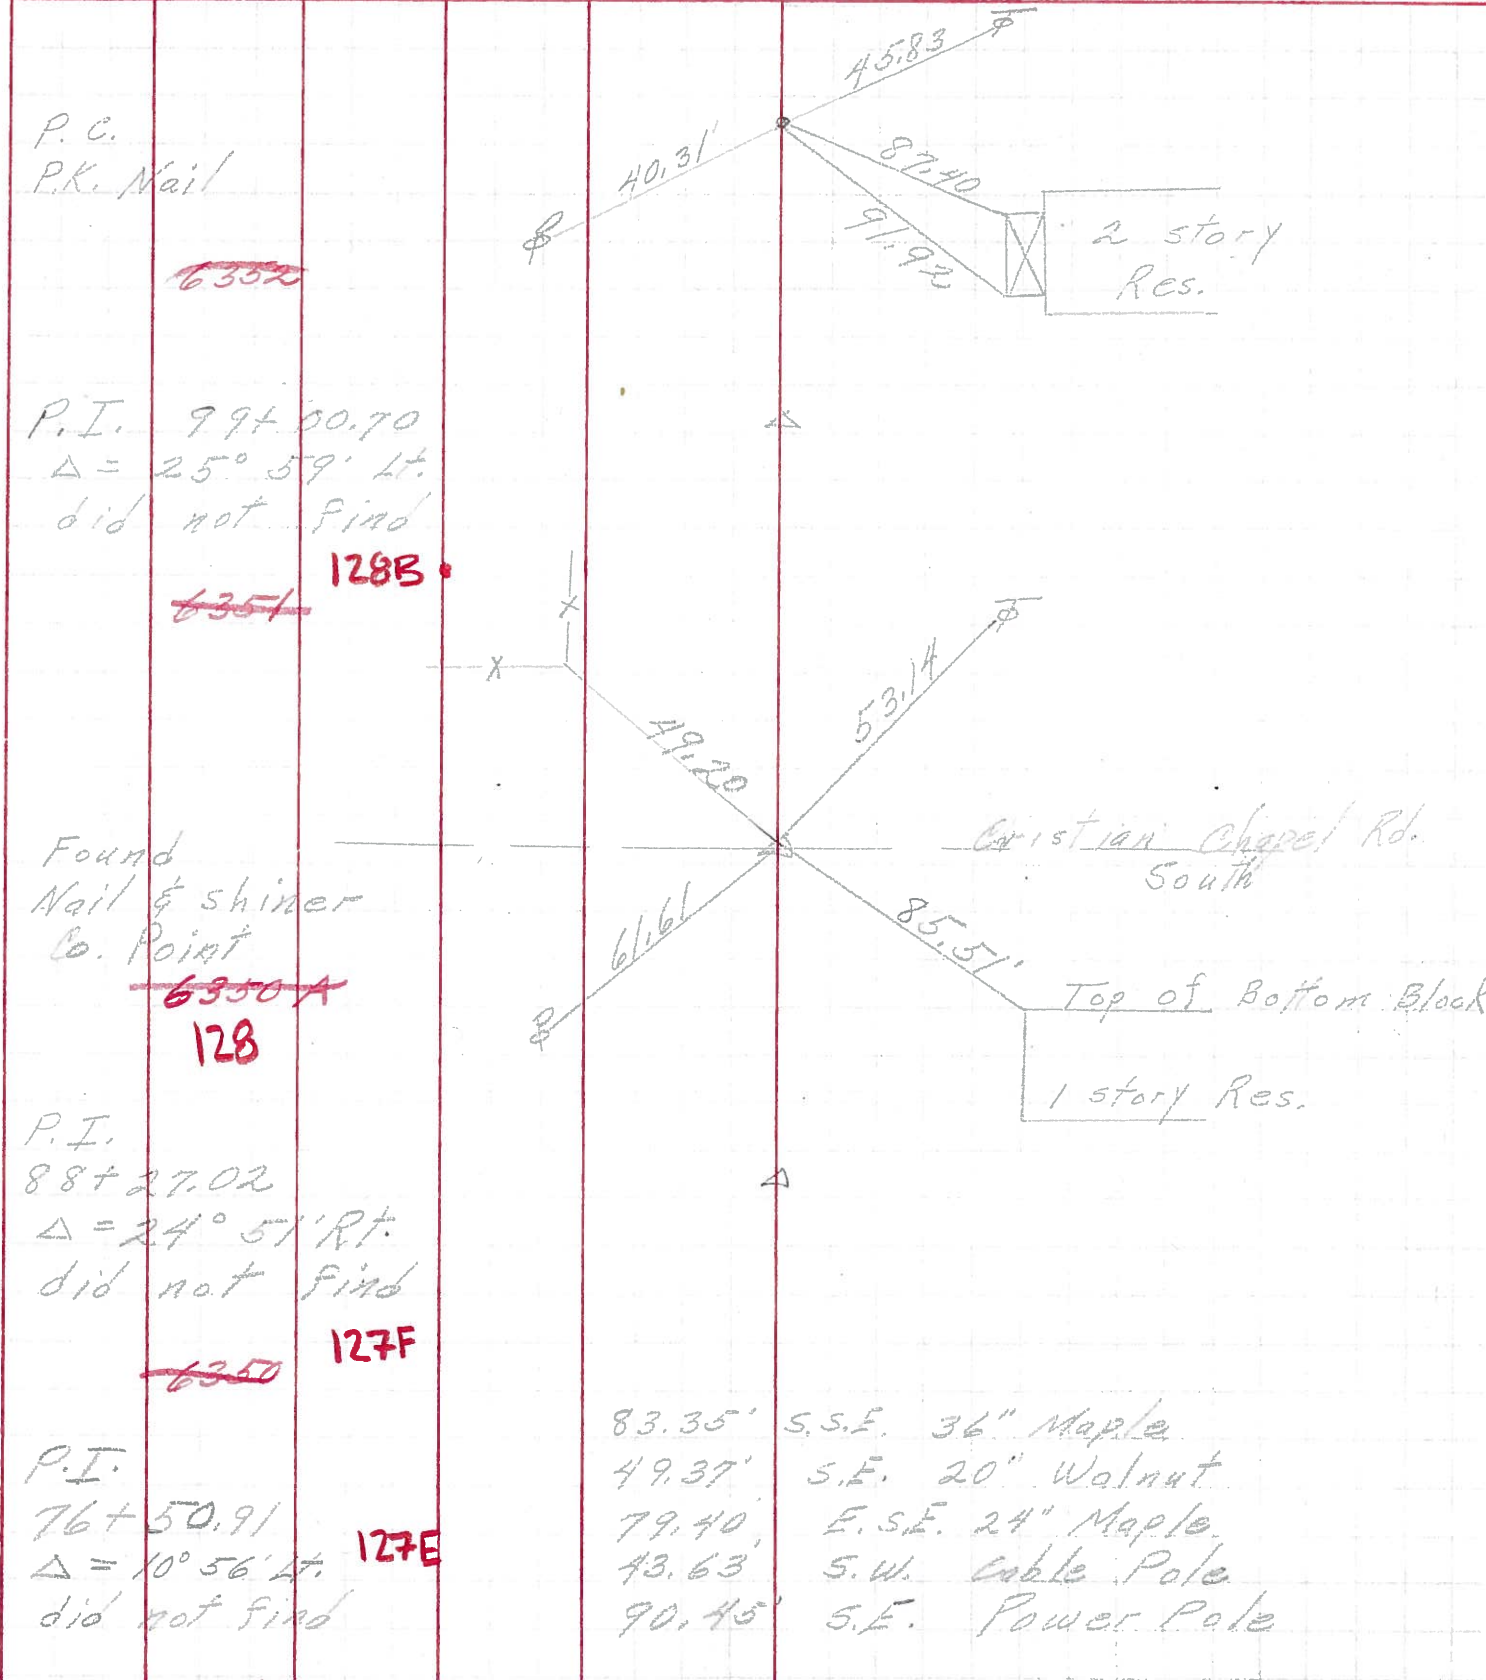 45.83
P.C.
40.31'
P.K. Nail
87.40
91.92
2 story
Res.
6352
P.I. 99+00.70
Δ = 25° 59' Lt.
did not find
128B
6351
X
X
53.14
49.20
Found
Nail & shiner
Co. Point
Cristian Chapel Rd.
South
61.61
85.51'
6350 A
128
Top of Bottom Block
1 story Res.
P.I.
88+27.02
Δ = 24° 51' Rt.
did not find
127F
6350
P.I.
76+50.91
Δ = 10° 56' Lt.
did not find
127E
83.35' S.S.E. 36" Maple
49.37' S.E. 20" Walnut
79.40' E.S.E. 24" Maple
43.63' S.W. Cable Pole
90.45' S.E. Power Pole